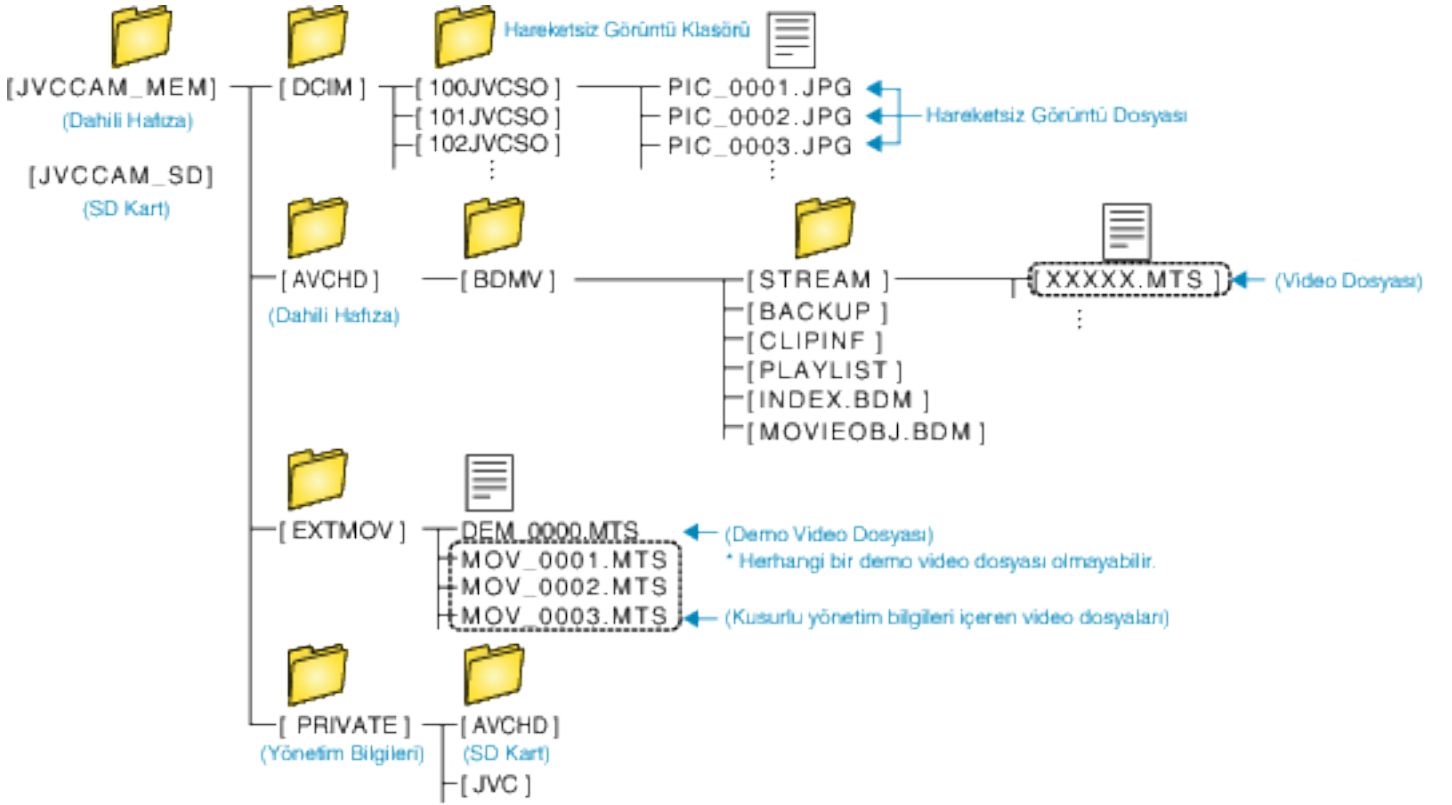 Hareketsiz Görüntü Klasörü
[JVCCAM_MEM]
(Dahili Hafıza)
[JVCCAM_SD]
(SD Kart)
[ DCIM ]
[ 100JVCSO ]
[ 101JVCSO ]
[ 102JVCSO ]
PIC_0001.JPG
PIC_0002.JPG
PIC_0003.JPG
Hareketsiz Görüntü Dosyası
[ AVCHD ]
(Dahili Hafıza)
[ BDMV ]
[ STREAM ]
[ BACKUP ]
[ CLIPINF ]
[ PLAYLIST ]
[ INDEX.BDM ]
[ MOVIEOBJ.BDM ]
[ XXXXX.MTS ]
(Video Dosyası)
[ EXTMOV ]
DEM_0000.MTS
(Demo Video Dosyası)
* Herhangi bir demo video dosyası olmayabilir.
MOV_0001.MTS
MOV_0002.MTS
MOV_0003.MTS
(Kusurlu yönetim bilgileri içeren video dosyaları)
[ PRIVATE ]
(Yönetim Bilgileri)
[ AVCHD ]
(SD Kart)
[ JVC ]